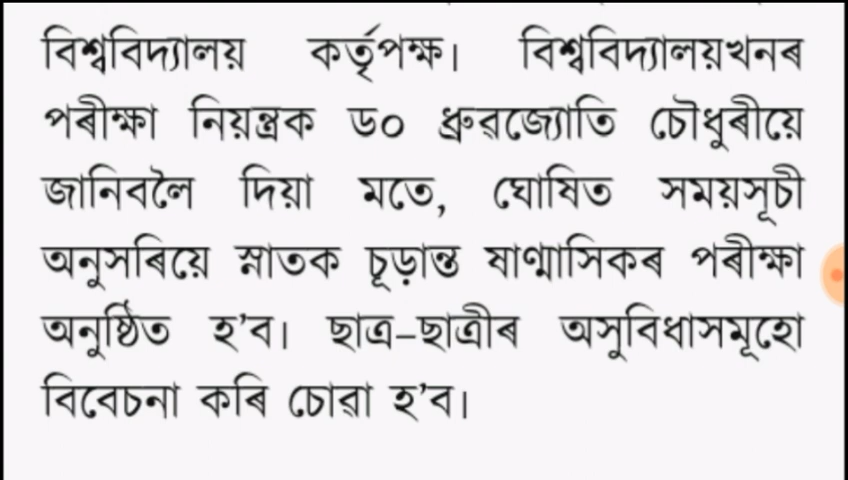 বিশ্ববিদ্যালয় কৰ্তৃপক্ষ। বিশ্ববিদ্যালয়খনৰ
পৰীক্ষা নিয়ন্ত্ৰক ড০ ধ্ৰুৱজ্যোতি চৌধুৰীয়ে
জানিবলৈ দিয়া মতে, ঘোষিত সময়সূচী
অনুসৰিয়ে স্নাতক চূড়ান্ত ষাণ্মাসিকৰ পৰীক্ষা
অনুষ্ঠিত হ’ব। ছাত্ৰ–ছাত্ৰীৰ অসুবিধাসমূহো
বিবেচনা কৰি চোৱা হ’ব।